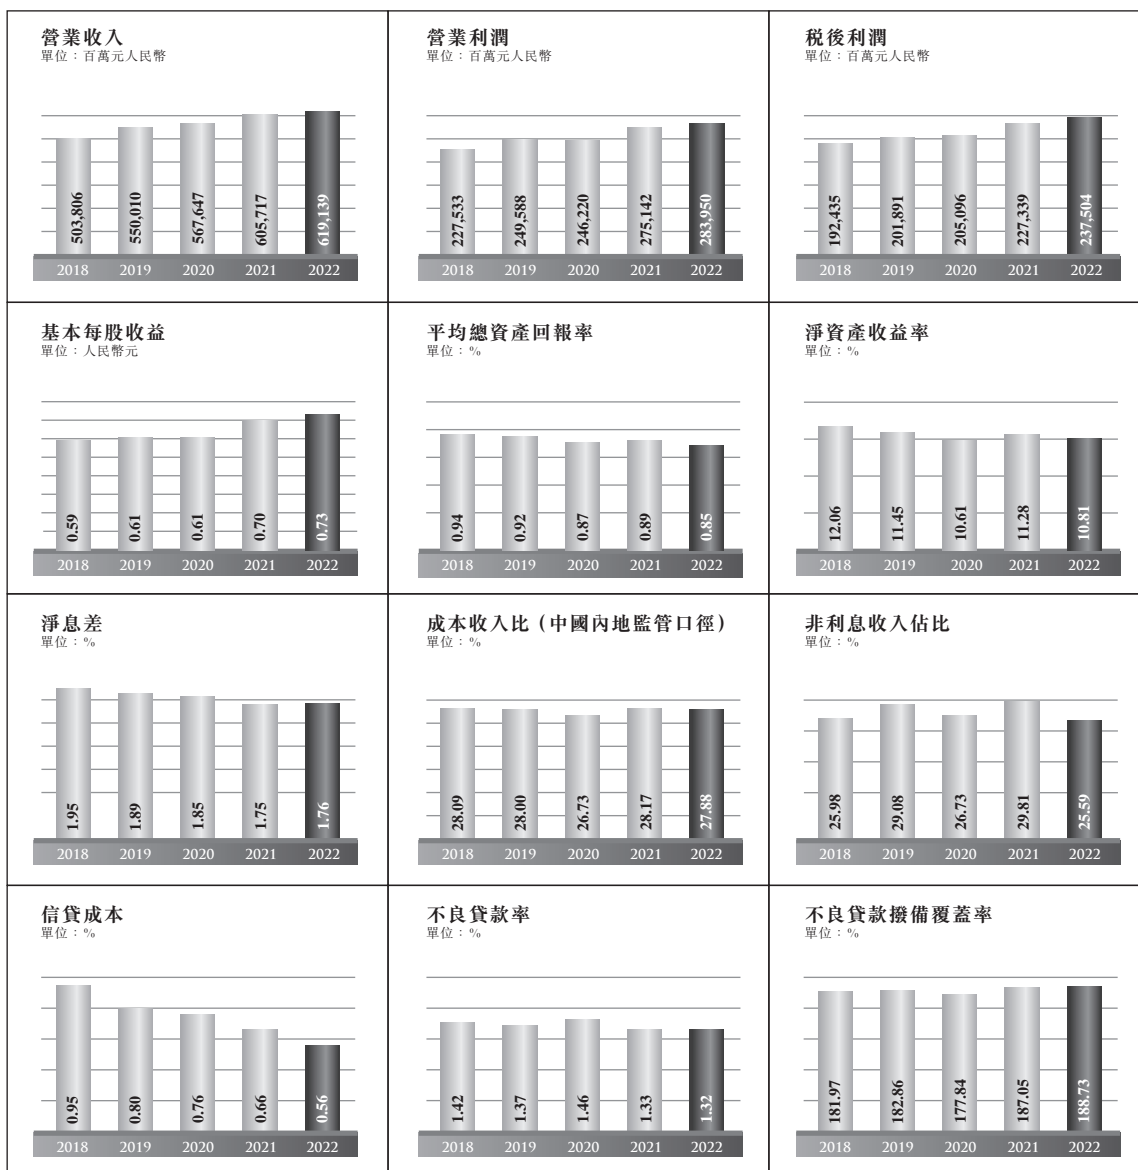 營業收入
單位：百萬元人民幣
503,806
550,010
567,647
605,717
619,139
2018 2019 2020 2021 2022
營業利潤
單位：百萬元人民幣
227,533
249,588
246,220
275,142
283,950
2018 2019 2020 2021 2022
税後利潤
單位：百萬元人民幣
192,435
201,891
205,096
227,339
237,504
2018 2019 2020 2021 2022
基本每股收益
單位：人民幣元
0.59
0.61
0.61
0.70
0.73
2018 2019 2020 2021 2022
平均總資產回報率
單位：%
0.94
0.92
0.87
0.89
0.85
2018 2019 2020 2021 2022
淨資產收益率
單位：%
12.06
11.45
10.61
11.28
10.81
2018 2019 2020 2021 2022
淨息差
單位：%
1.95
1.89
1.85
1.75
1.76
2018 2019 2020 2021 2022
成本收入比（中國內地監管口徑）
單位：%
28.09
28.00
26.73
28.17
27.88
2018 2019 2020 2021 2022
非利息收入佔比
單位：%
25.98
29.08
26.73
29.81
25.59
2018 2019 2020 2021 2022
信貸成本
單位：%
0.95
0.80
0.76
0.66
0.56
2018 2019 2020 2021 2022
不良貸款率
單位：%
1.42
1.37
1.46
1.33
1.32
2018 2019 2020 2021 2022
不良貸款撥備覆蓋率
單位：%
181.97
182.86
177.84
187.05
188.73
2018 2019 2020 2021 2022